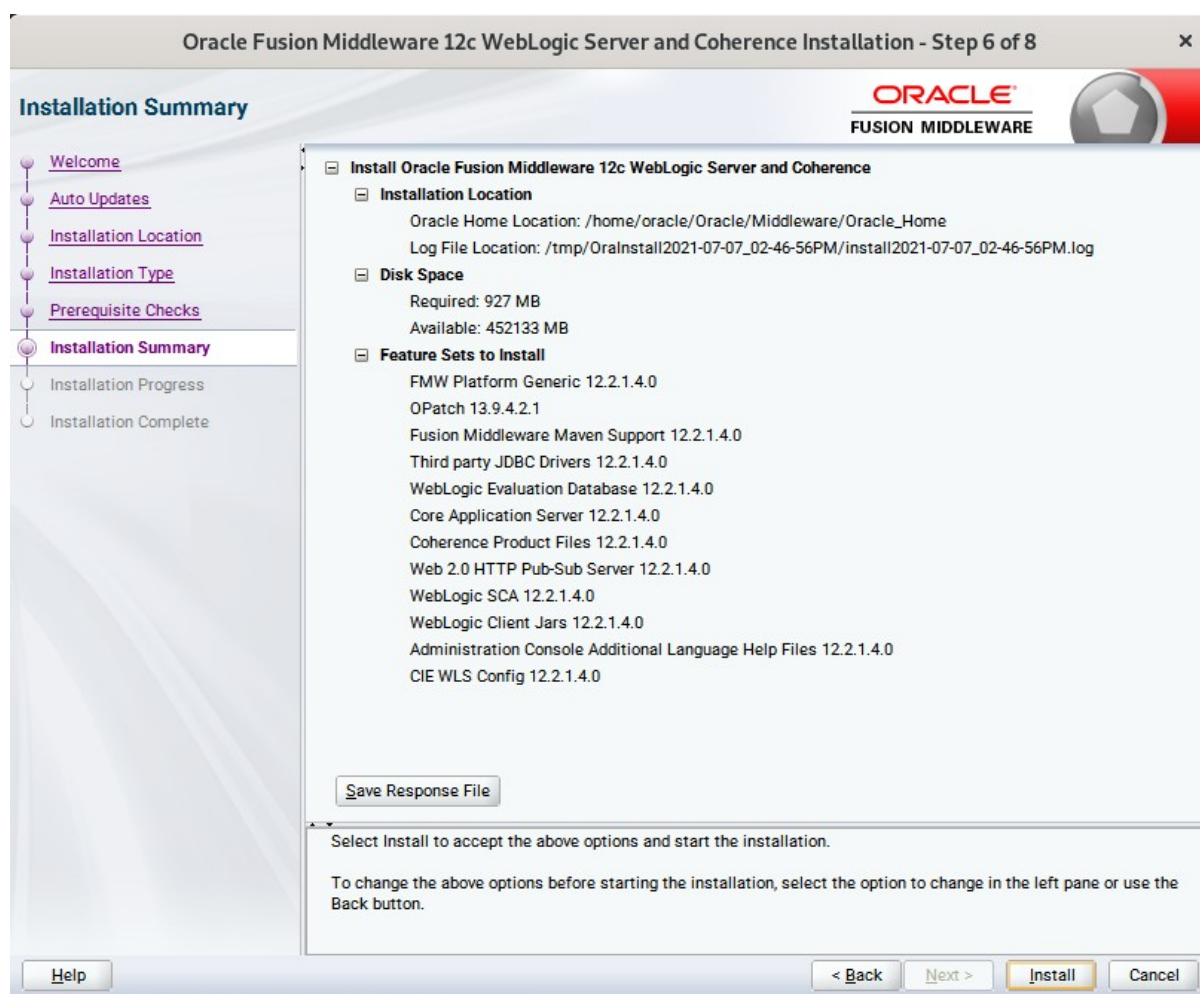 Oracle Fusion Middleware 12c WebLogic Server and Coherence Installation - Step 6 of 8
Installation Summary
ORACLE
FUSION MIDDLEWARE
Welcome
Auto Updates
Installation Location
Installation Type
Prerequisite Checks
Installation Summary
Installation Progress
Installation Complete
Install Oracle Fusion Middleware 12c WebLogic Server and Coherence
Installation Location
Oracle Home Location: /home/oracle/Oracle/Middleware/Oracle_Home
Log File Location: /tmp/OraInstall2021-07-07_02-46-56PM/install2021-07-07_02-46-56PM.log
Disk Space
Required: 927 MB
Available: 452133 MB
Feature Sets to Install
FMW Platform Generic 12.2.1.4.0
OPatch 13.9.4.2.1
Fusion Middleware Maven Support 12.2.1.4.0
Third party JDBC Drivers 12.2.1.4.0
WebLogic Evaluation Database 12.2.1.4.0
Core Application Server 12.2.1.4.0
Coherence Product Files 12.2.1.4.0
Web 2.0 HTTP Pub-Sub Server 12.2.1.4.0
WebLogic SCA 12.2.1.4.0
WebLogic Client Jars 12.2.1.4.0
Administration Console Additional Language Help Files 12.2.1.4.0
CIE WLS Config 12.2.1.4.0
Save Response File
Select Install to accept the above options and start the installation.
To change the above options before starting the installation, select the option to change in the left pane or use the
Back button.
Help
< Back
Next >
Install
Cancel